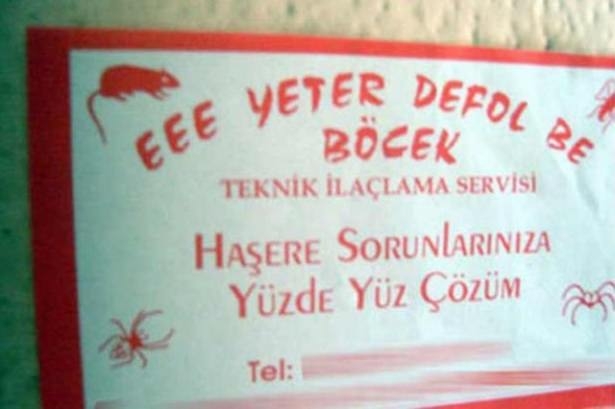 EEE YETER DEFOL BE
BÖCEK
TEKNİK İLAÇLAMA SERVİSİ
HAŞERE SORUNLARINIZA
YÜZDE YÜZ ÇÖZÜM
Tel: